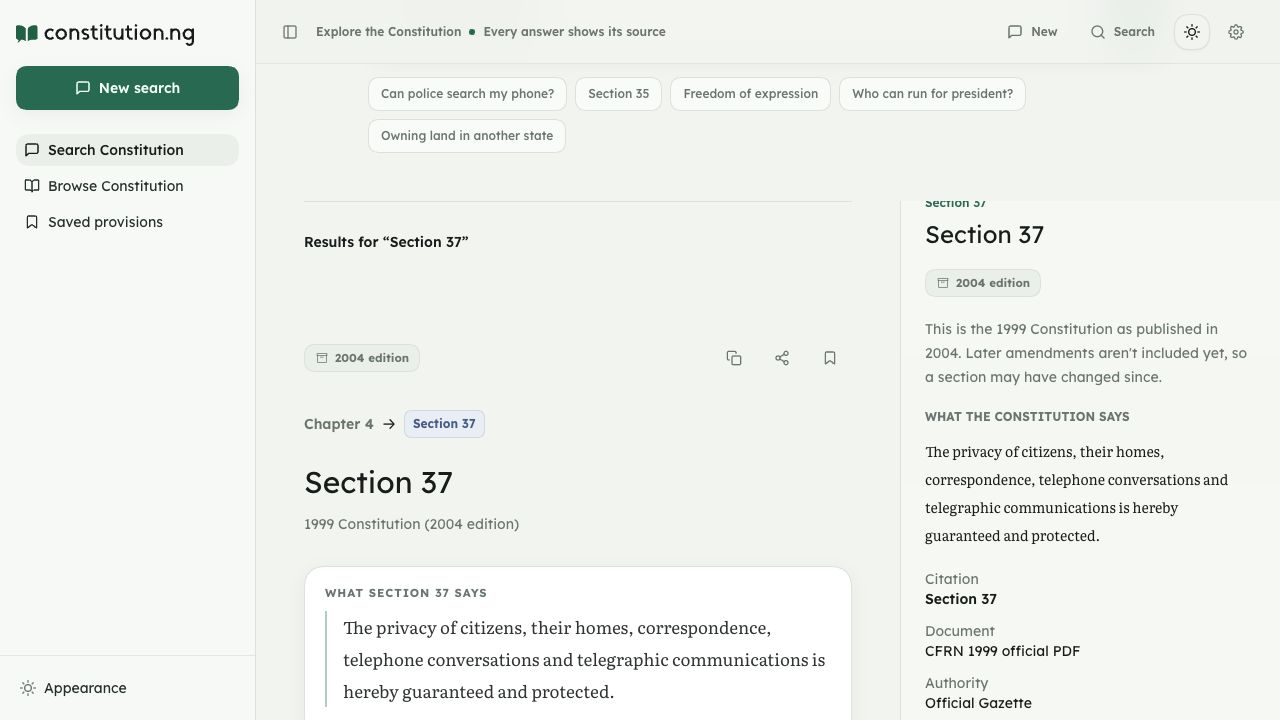 constitution.ng
New search
Search Constitution
Browse Constitution
Saved provisions
Appearance
Explore the Constitution • Every answer shows its source
New
Search
Can police search my phone?
Section 35
Freedom of expression
Who can run for president?
Owning land in another state
Results for “Section 37”
2004 edition
Chapter 4 → Section 37
Section 37
1999 Constitution (2004 edition)
WHAT SECTION 37 SAYS
The privacy of citizens, their homes, correspondence,
telephone conversations and telegraphic communications is
hereby guaranteed and protected.
Section 37
Section 37
2004 edition
This is the 1999 Constitution as published in
2004. Later amendments aren't included yet, so
a section may have changed since.
WHAT THE CONSTITUTION SAYS
The privacy of citizens, their homes,
correspondence, telephone conversations and
telegraphic communications is hereby
guaranteed and protected.
Citation
Section 37
Document
CFRN 1999 official PDF
Authority
Official Gazette